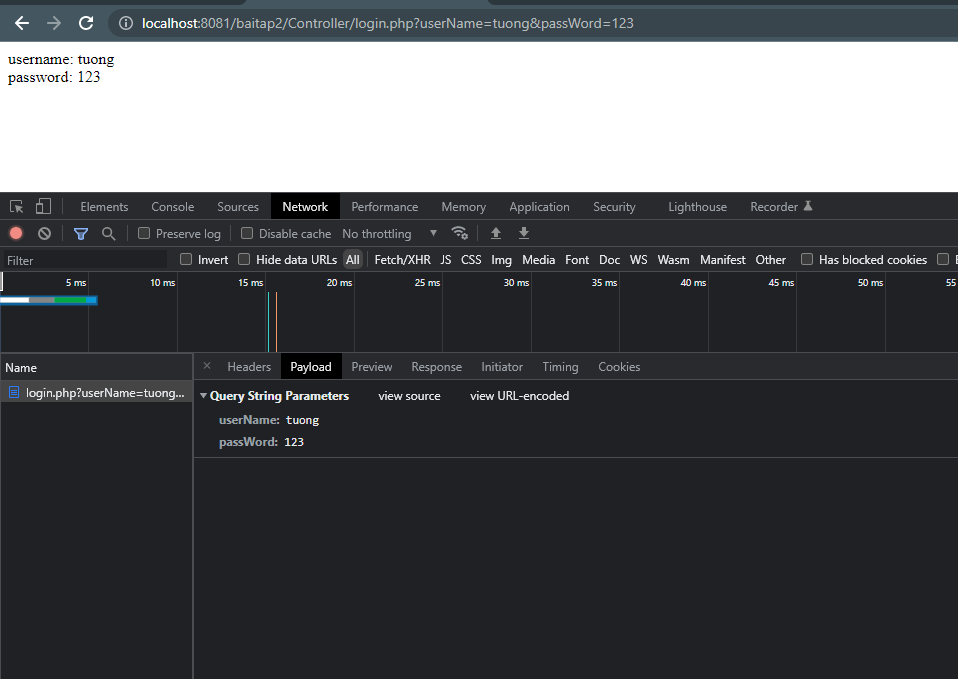 localhost:8081/baitap2/Controller/login.php?userName=tuong&passWord=123
username: tuong
password: 123
Elements Console Sources Network Performance Memory Application Security Lighthouse Recorder
Preserve log Disable cache No throttling
Filter Invert Hide data URLs All Fetch/XHR JS CSS Img Media Font Doc WS Wasm Manifest Other Has blocked cookies
5 ms 10 ms 15 ms 20 ms 25 ms 30 ms 35 ms 40 ms 45 ms 50 ms 55
Name × Headers Payload Preview Response Initiator Timing Cookies
login.php?userName=tuong... Query String Parameters view source view URL-encoded
userName: tuong
passWord: 123